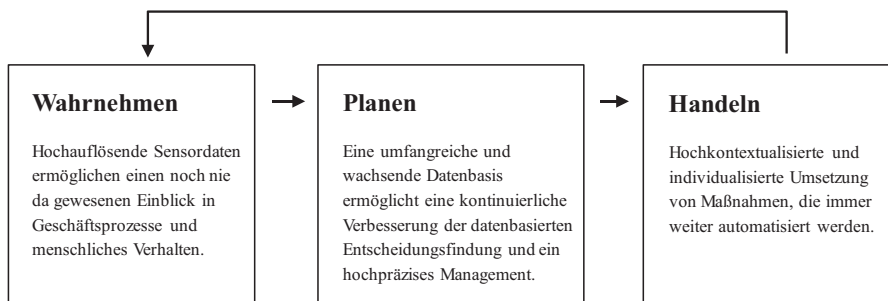 Wahrnehmen
Hochauflösende Sensordaten
ermöglichen einen noch nie
da gewesenen Einblick in
Geschäftsprozesse und
menschliches Verhalten.
Planen
Eine umfangreiche und
wachsende Datenbasis
ermöglicht eine kontinuierliche
Verbesserung der datenbasierten
Entscheidungsfindung und ein
hochpräzises Management.
Handeln
Hochkontextualisierte und
individualisierte Umsetzung
von Maßnahmen, die immer
weiter automatisiert werden.